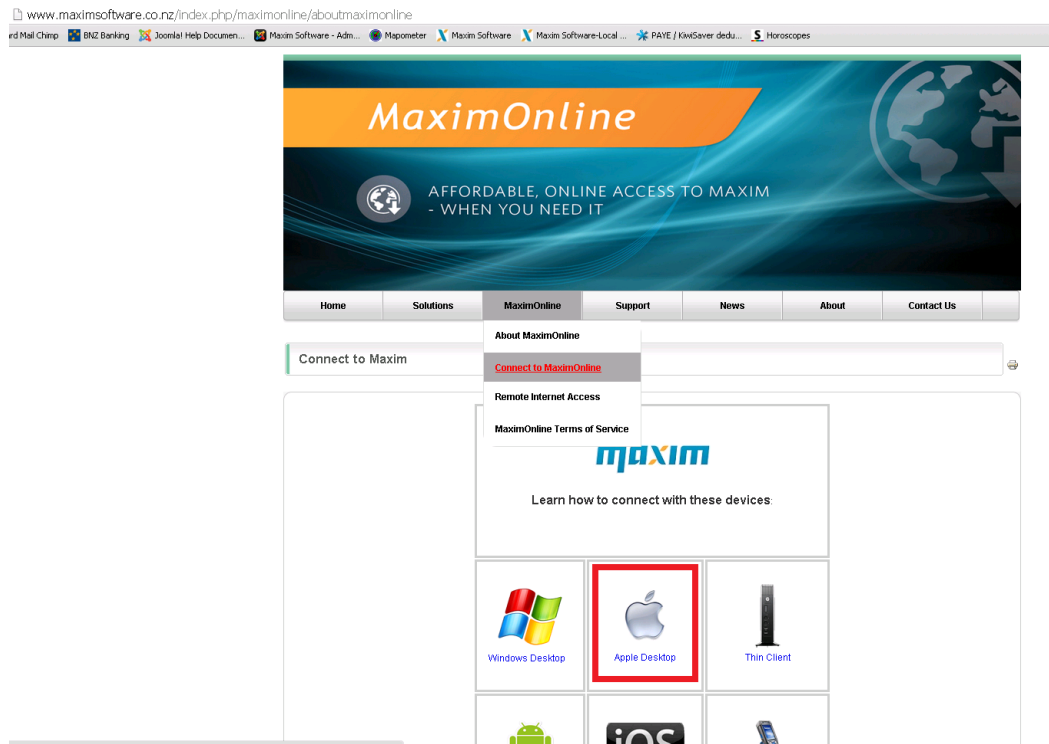 www.maximsoftware.co.nz/index.php/maximonline/aboutmaximonline
rd Mail Chimp BNZ Banking Joomla! Help Documen... Maxim Software - Adm... Mapometer Maxim Software Maxim Software-Local ... PAYE / KiwiSaver dedu... Horoscopes
MaximOnline
AFFORDABLE, ONLINE ACCESS TO MAXIM
- WHEN YOU NEED IT
Home Solutions MaximOnline Support News About Contact Us
About MaximOnline
Connect to Maxim
Connect to MaximOnline
Remote Internet Access
MaximOnline Terms of Service
maxim
Learn how to connect with these devices:
Windows Desktop Apple Desktop Thin Client
iOS